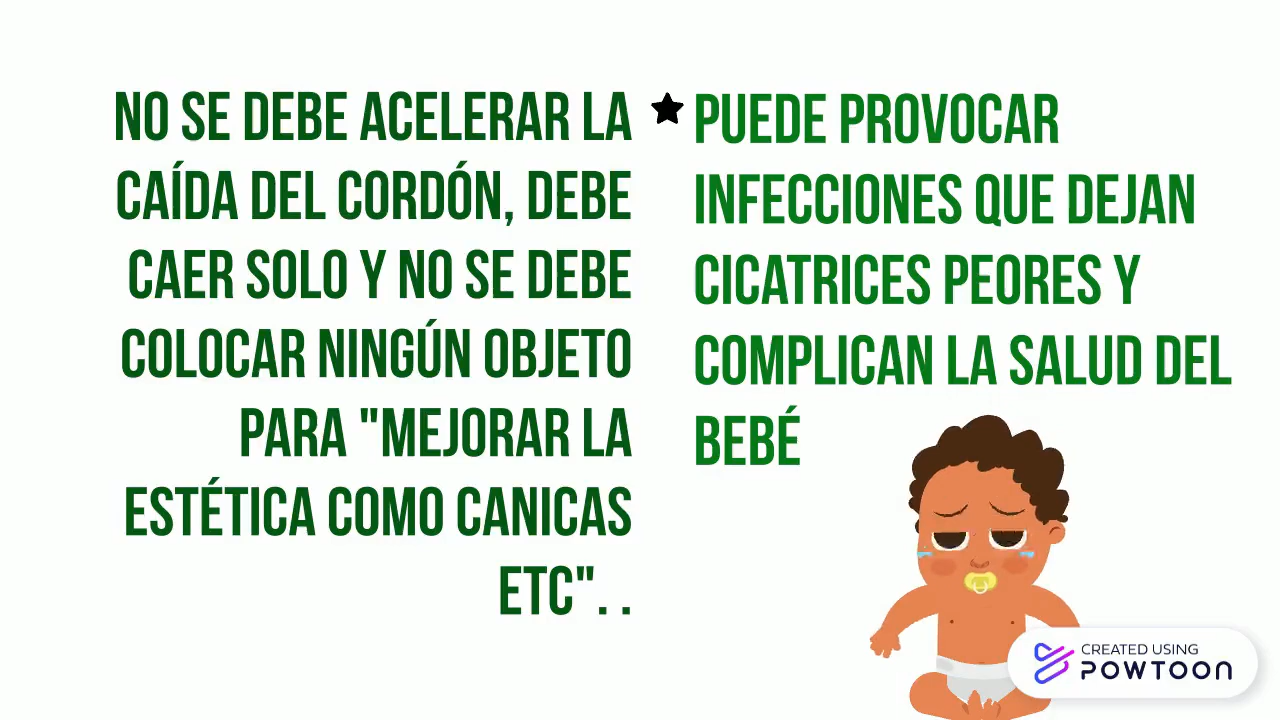 NO SE DEBE ACELERAR LA
CAÍDA DEL CORDÓN, DEBE
CAER SOLO Y NO SE DEBE
COLOCAR NINGÚN OBJETO
PARA "MEJORAR LA
ESTÉTICA COMO CANICAS
ETC". .
PUEDE PROVOCAR
INFECCIONES QUE DEJAN
CICATRICES PEORES Y
COMPLICAN LA SALUD DEL
BEBÉ
CREATED USING
POWTOON